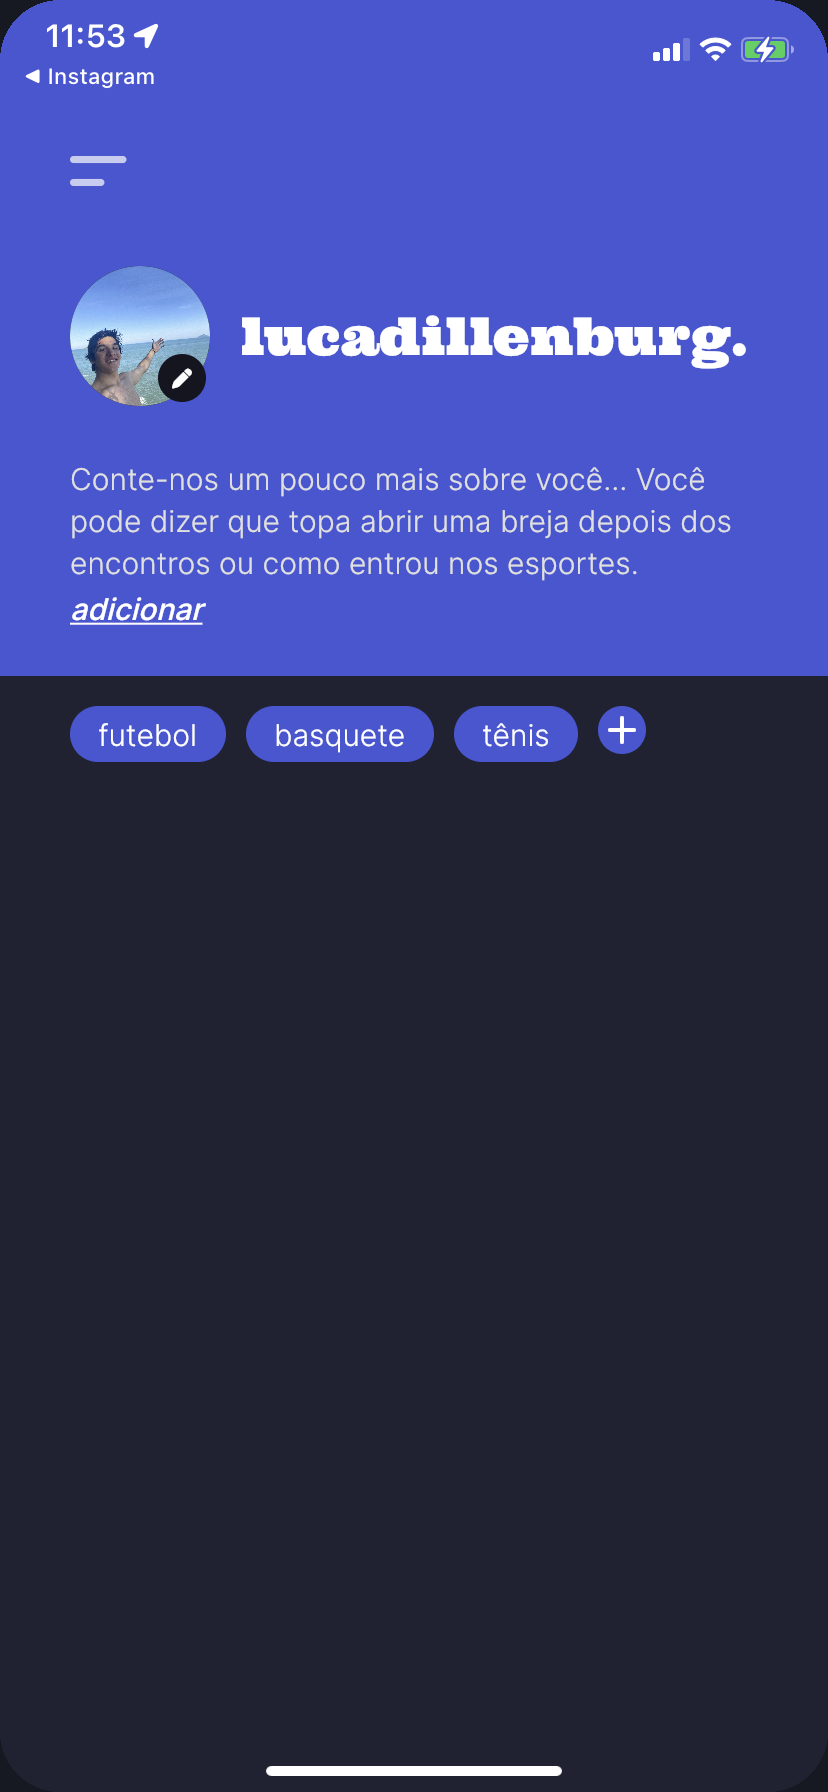 11:53
Instagram
lucadillenburg.
Conte-nos um pouco mais sobre você... Você
pode dizer que topa abrir uma breja depois dos
encontros ou como entrou nos esportes.
adicionar
futebol basquete tênis